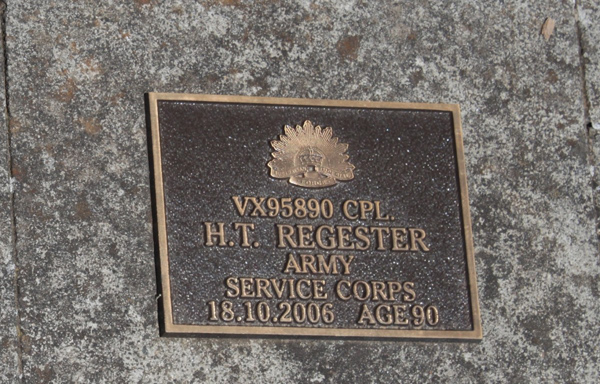 VX95890 CPL.
H.T. REGESTER
ARMY
SERVICE CORPS
18.10.2006 AGE 90